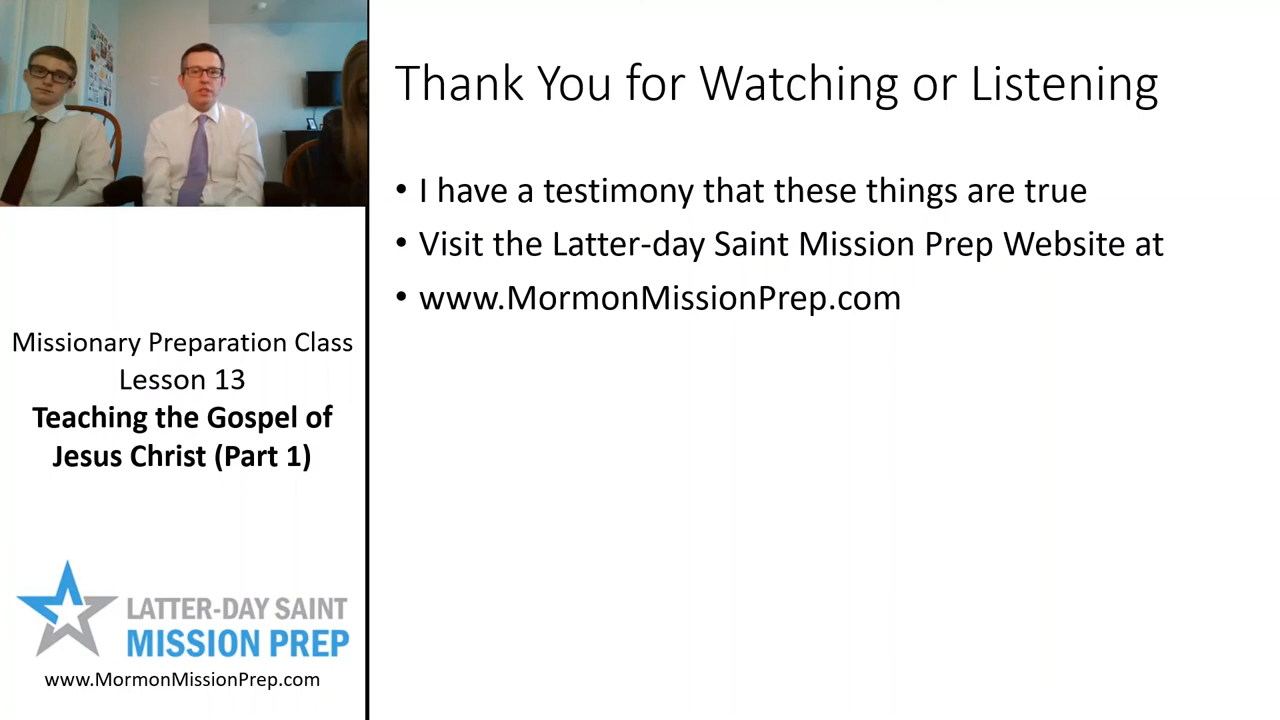 Thank You for Watching or Listening
• I have a testimony that these things are true
• Visit the Latter-day Saint Mission Prep Website at
• www.MormonMissionPrep.com
Missionary Preparation Class
Lesson 13
Teaching the Gospel of
Jesus Christ (Part 1)
LATTER-DAY SAINT
MISSION PREP
www.MormonMissionPrep.com